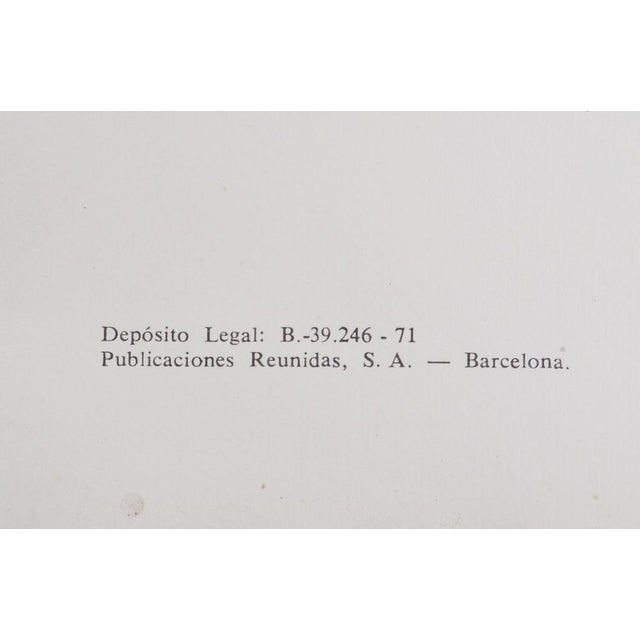 Depósito Legal: B.-39.246 - 71
Publicaciones Reunidas, S. A. — Barcelona.